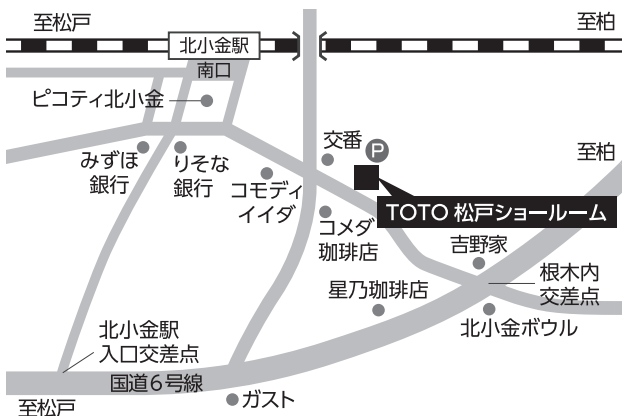 至松戸
至柏
北小金駅
南口
ピコティ北小金
交番
P
至柏
みずほ
銀行
りそな
銀行
コモディ
イイダ
TOTO 松戸ショールーム
コメダ
珈琲店
吉野家
根木内
交差点
星乃珈琲店
北小金ボウル
北小金駅
入口交差点
国道6号線
ガスト
至松戸